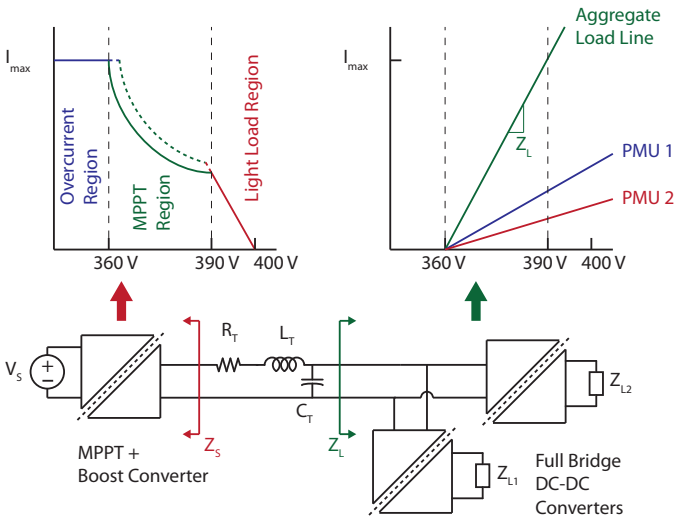 I max
Overcurrent
Region
MPPT
Region
Light Load Region
360 V
390 V
400 V
Aggregate
Load Line
I max
Z L
PMU 1
PMU 2
360 V
390 V
400 V
V S
R T
L T
C T
Z S
Z L
Z L2
Z L1
MPPT +
Boost Converter
Full Bridge
DC-DC
Converters